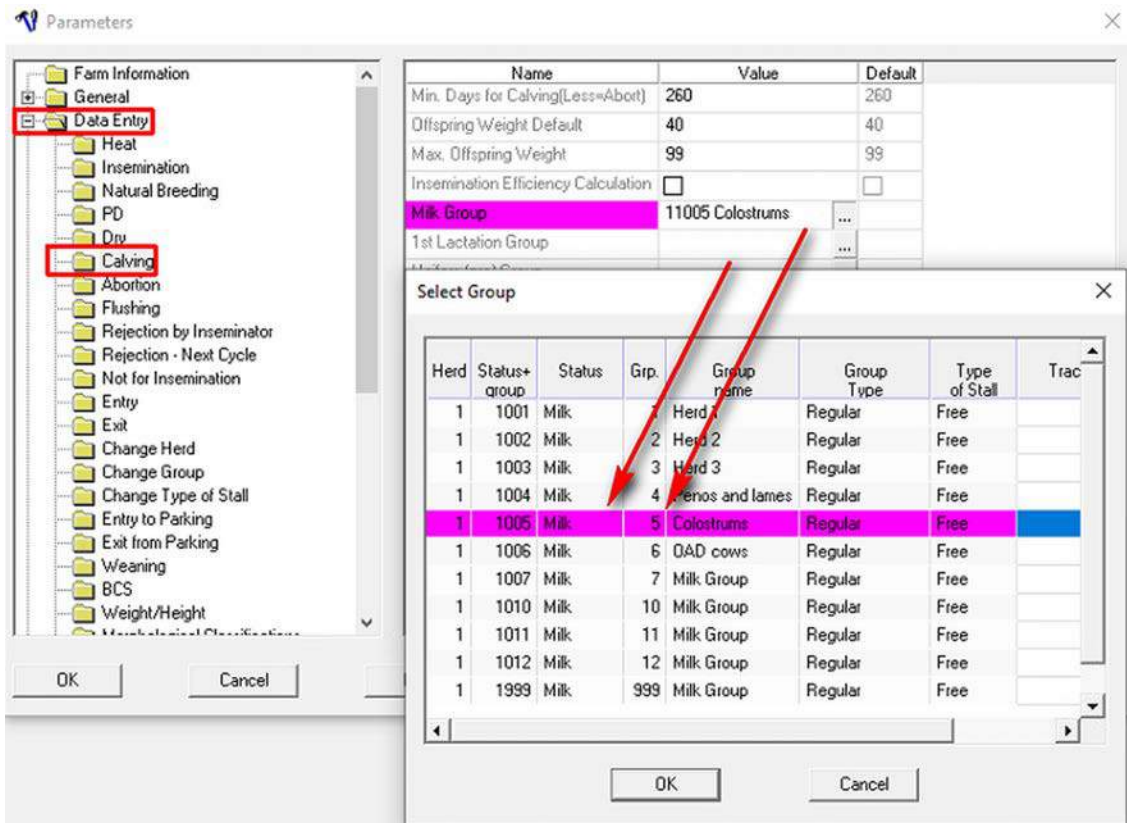 Parameters
Farm Information
General
Data Entry
Heat
Insemination
Natural Breeding
PD
Dry
Calving
Abortion
Flushing
Rejection by Inseminator
Rejection - Next Cycle
Not for Insemination
Entry
Exit
Change Herd
Change Group
Change Type of Stall
Entry to Parking
Exit from Parking
Weaning
BCS
Weight/Height
OK Cancel
Name Value Default
Min. Days for Calving(Less=Abort) 260 260
Offspring Weight Default 40 40
Max. Offspring Weight 99 99
Insemination Efficiency Calculation
Milk Group 11005 Colostrums ...
1st Lactation Group ...
Select Group
Herd Status+ group Status Grp. Group name Group Type Type of Stall Trac
1 1001 Milk 1 Herd 1 Regular Free
1 1002 Milk 2 Herd 2 Regular Free
1 1003 Milk 3 Herd 3 Regular Free
1 1004 Milk 4 Penos and lames Regular Free
1 1005 Milk 5 Colostrums Regular Free
1 1006 Milk 6 OAD cows Regular Free
1 1007 Milk 7 Milk Group Regular Free
1 1010 Milk 10 Milk Group Regular Free
1 1011 Milk 11 Milk Group Regular Free
1 1012 Milk 12 Milk Group Regular Free
1 1999 Milk 999 Milk Group Regular Free
OK Cancel